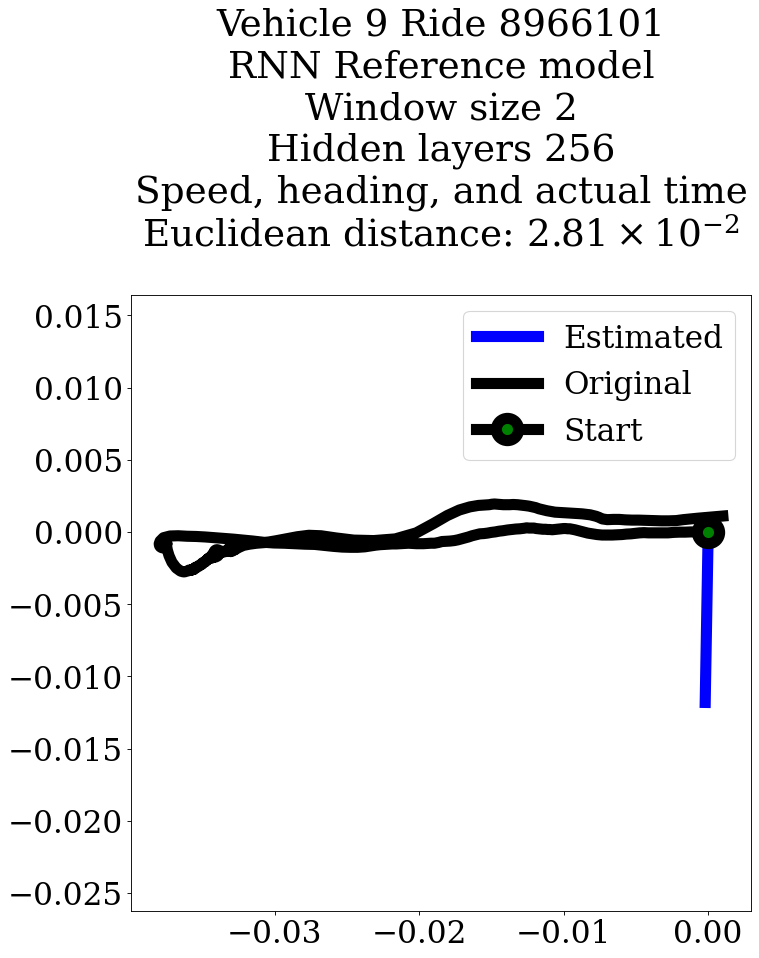 Vehicle 9 Ride 8966101
RNN Reference model
Window size 2
Hidden layers 256
Speed, heading, and actual time
Euclidean distance: 2.81 × 10⁻²
Estimated
Original
Start
0.015
0.010
0.005
0.000
−0.005
−0.010
−0.015
−0.020
−0.025
−0.03 −0.02 −0.01 0.00